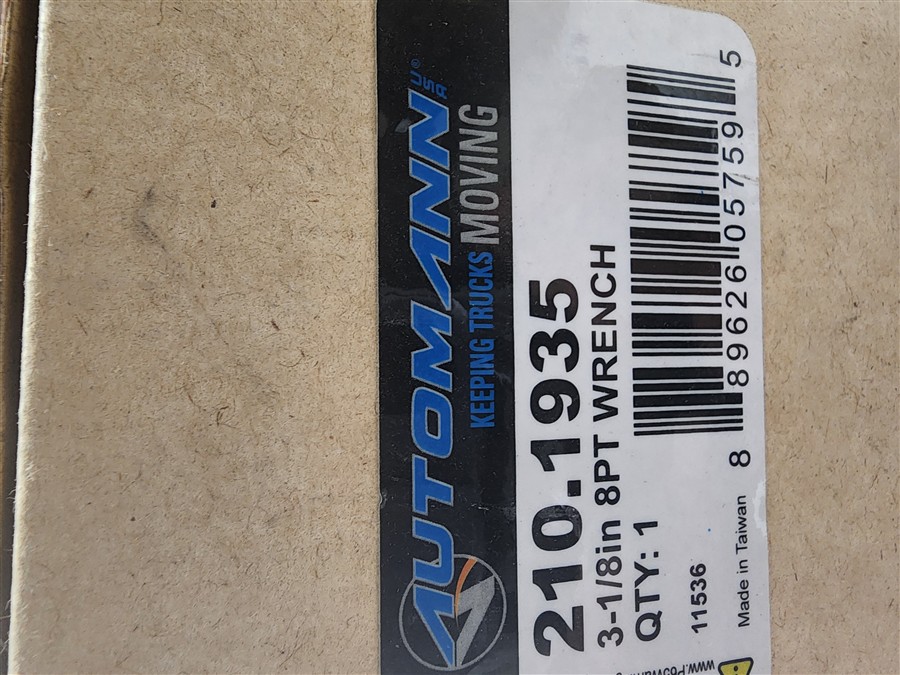 AUTOMANN USA®
KEEPING TRUCKS MOVING
210.1935
3-1/8in 8PT WRENCH
QTY: 1
8 89626 05759 5
11536
Made in Taiwan